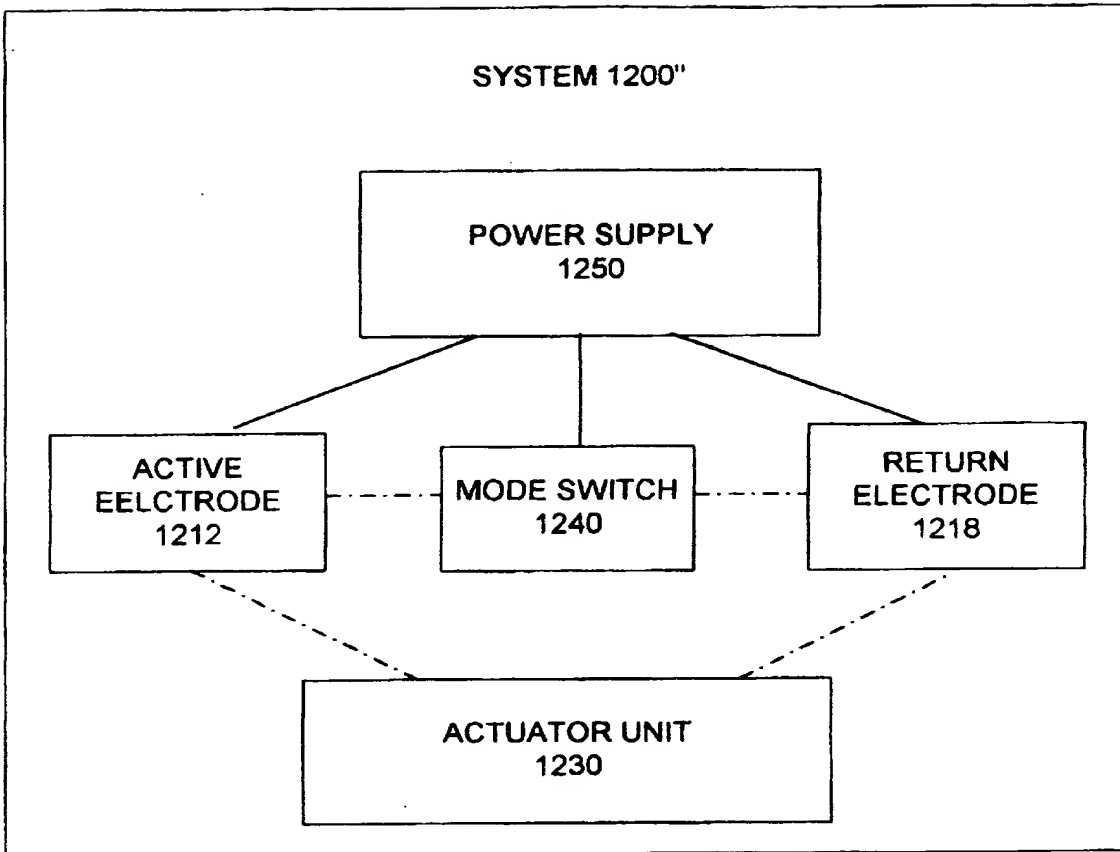 SYSTEM 1200"
POWER SUPPLY
1250
ACTIVE
EELCTRODE
1212
MODE SWITCH
1240
RETURN
ELECTRODE
1218
ACTUATOR UNIT
1230